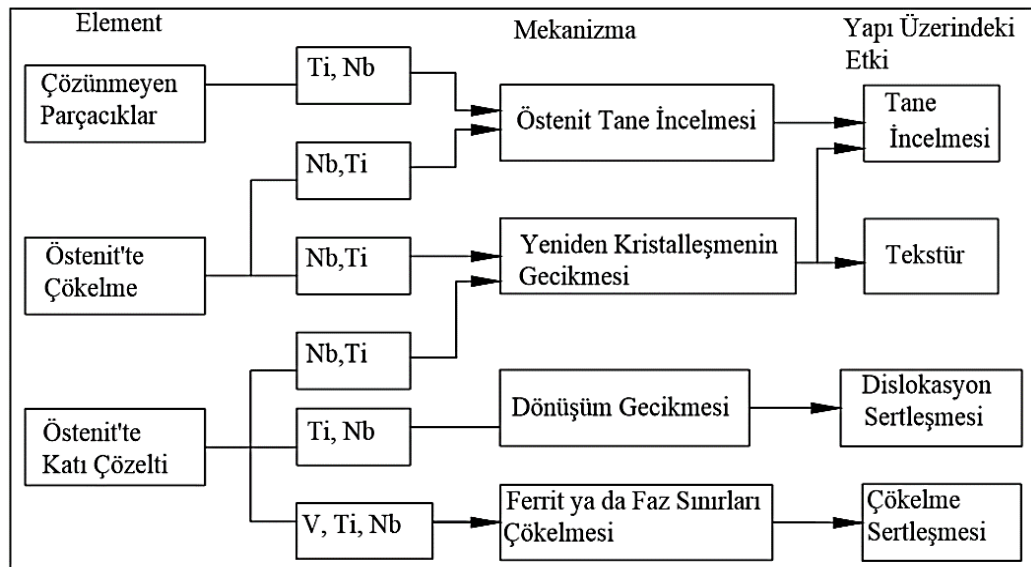 Element
Mekanizma
Yapı Üzerindeki
Etki
Çözünmeyen
Parçacıklar
Ti, Nb
Östenit Tane İncelmesi
Tane
İncelmesi
Nb,Ti
Östenit'te
Çökelme
Nb,Ti
Yeniden Kristalleşmenin
Gecikmesi
Tekstür
Nb,Ti
Östenit'te
Katı Çözelti
Ti, Nb
Dönüşüm Gecikmesi
Dislokasyon
Sertleşmesi
V, Ti, Nb
Ferrit ya da Faz Sınırları
Çökelmesi
Çökelme
Sertleşmesi